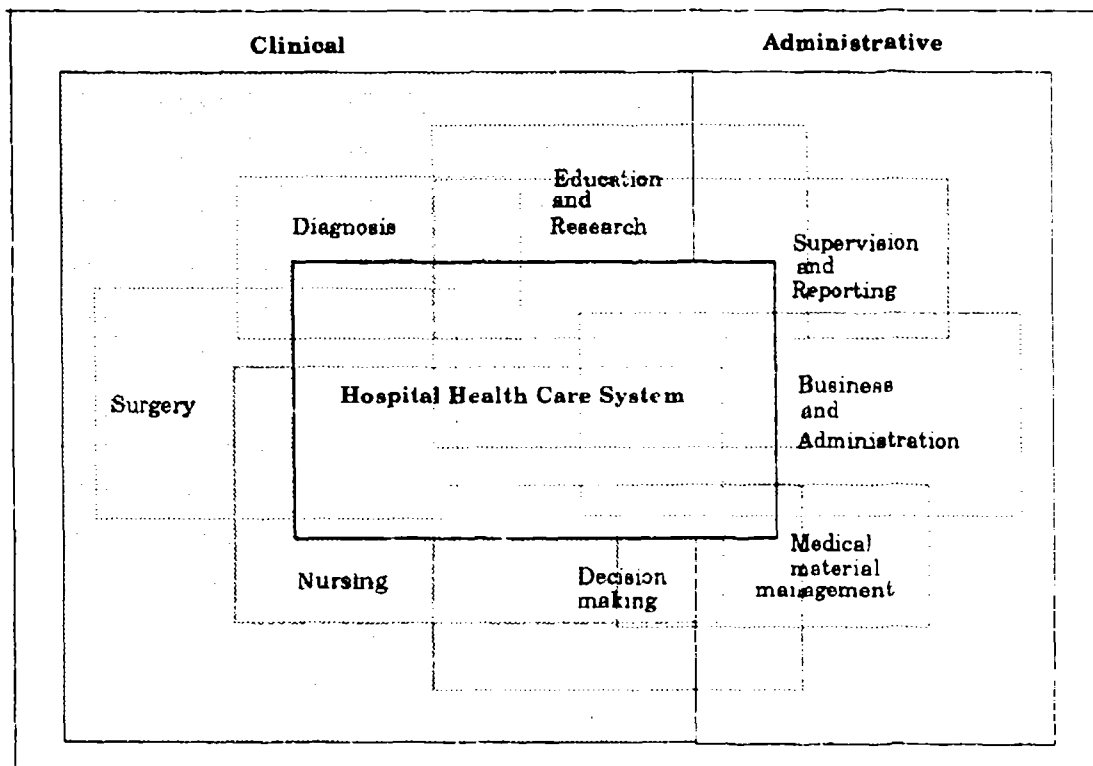 Clinical
Administrative
Education
and
Research
Diagnosis
Supervision
and
Reporting
Hospital Health Care System
Surgery
Business
and
Administration
Nursing
Decision
making
Medical
material
management